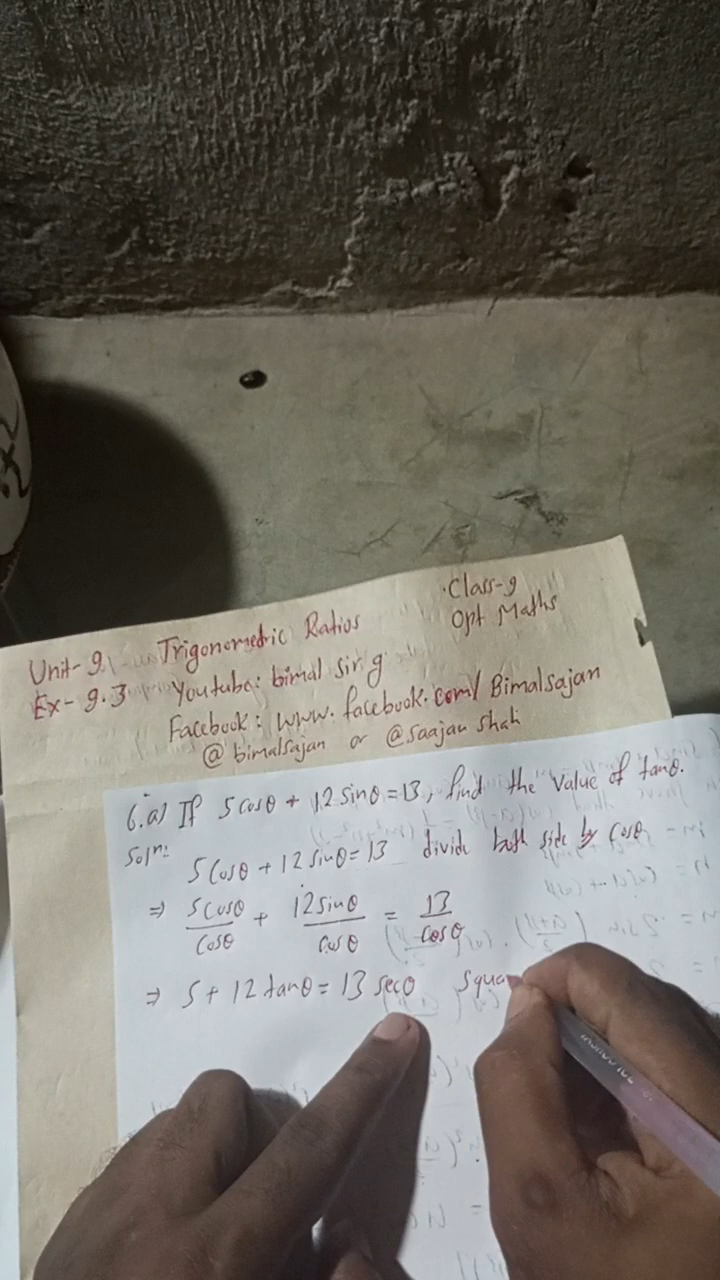 Unit-9 Trigonometric Ratios Class-9
Ex-9.3 Youtube: bimal sir g Opt Maths
Facebook: www.facebook.com/Bimalsajan
@bimalsajan or @saajan shah
6.a) If 5cosθ + 12sinθ=13, find the value of tanθ.
Solⁿ:
5cosθ + 12sinθ=13 divide both side by cosθ
⇒ 5cosθ/cosθ + 12sinθ/cosθ = 13/cosθ
⇒ 5+12tanθ=13secθ Squa